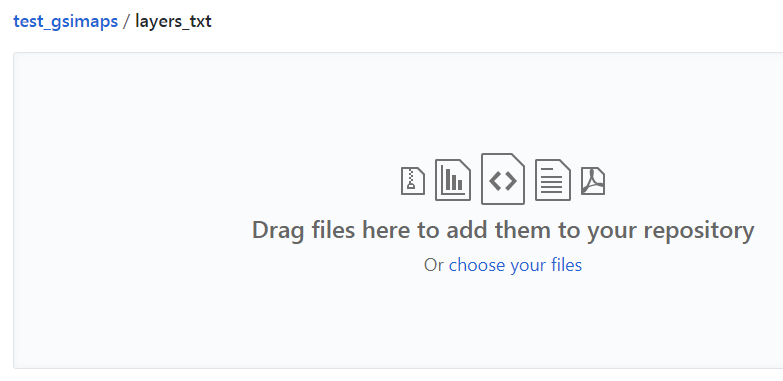 test_gsimaps / layers_txt
Drag files here to add them to your repository
Or choose your files